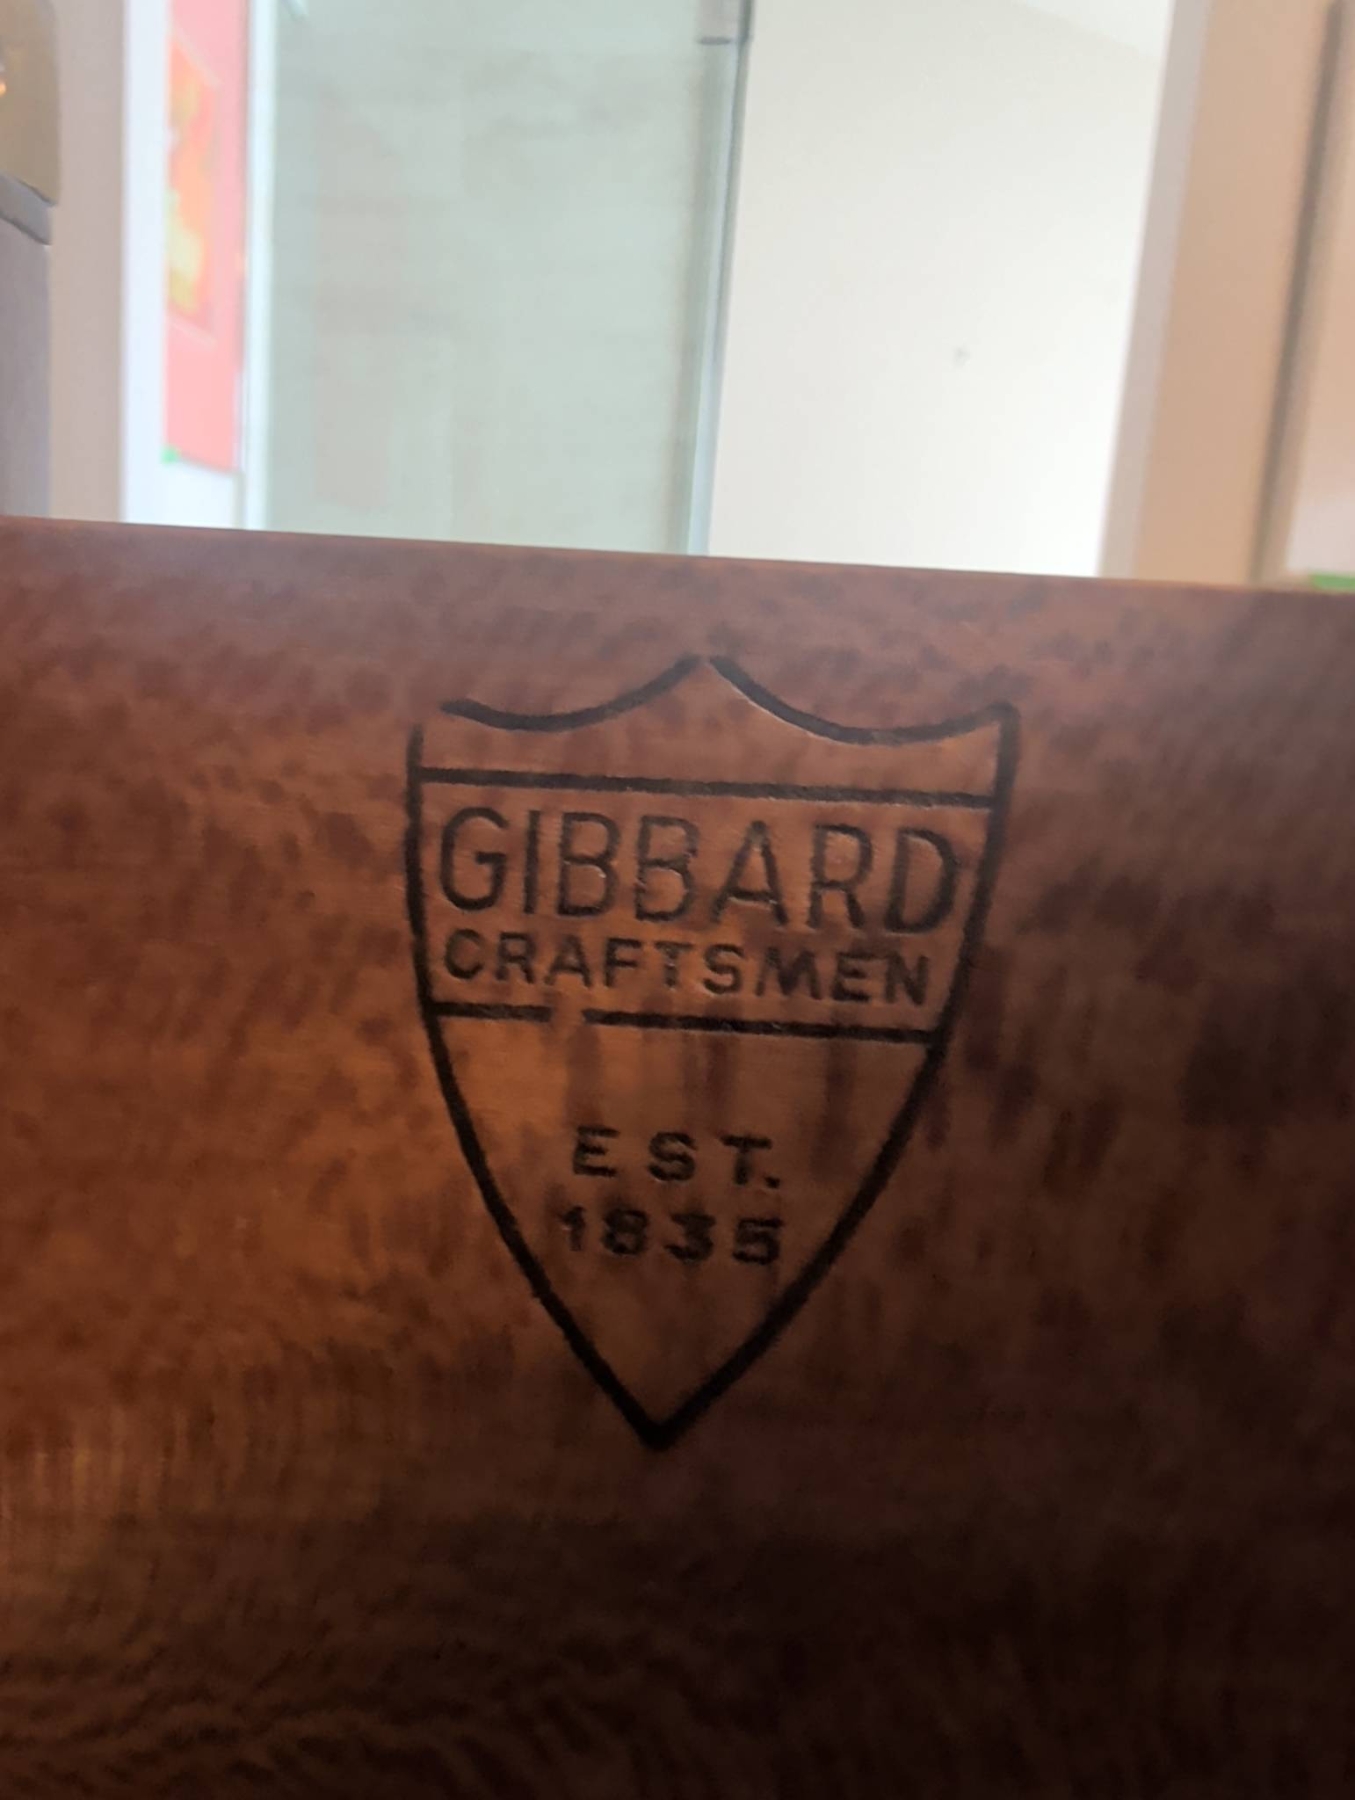 GIBBARD
CRAFTSMEN
EST.
1835